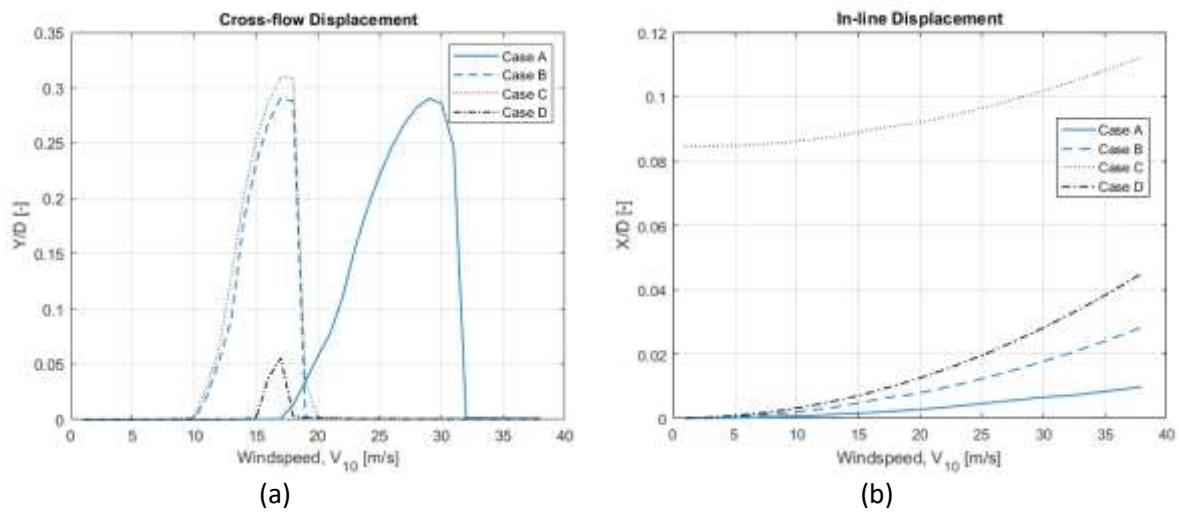 Cross-flow Displacement
0.35
0.3
0.25
0.2
0.15
0.1
0.05
0
Y/D [-]
0 5 10 15 20 25 30 35 40
Windspeed, V10 [m/s]
Case A
Case B
Case C
Case D
(a)
In-line Displacement
0.12
0.1
0.08
0.06
0.04
0.02
0
X/D [-]
0 5 10 15 20 25 30 35 40
Windspeed, V10 [m/s]
Case A
Case B
Case C
Case D
(b)